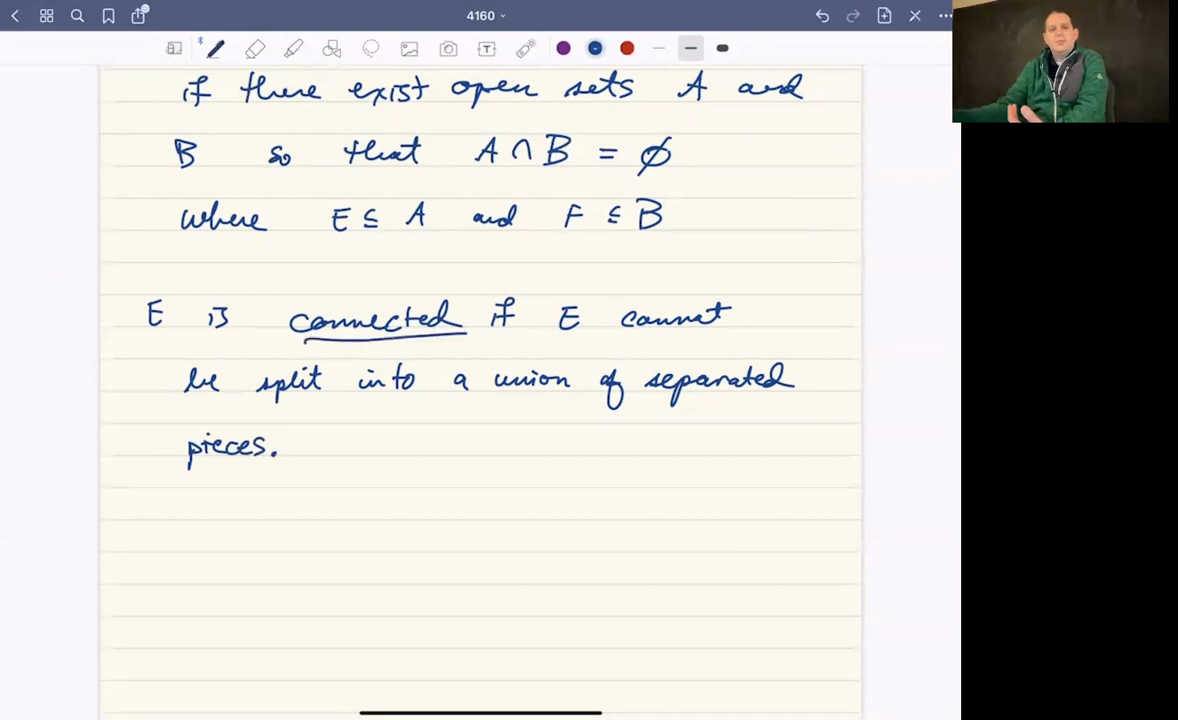 4160
if there exist open sets A and
B so that A ∩ B = ∅
where E ⊆ A and F ⊆ B
E is connected if E cannot
be split into a union of separated
pieces.